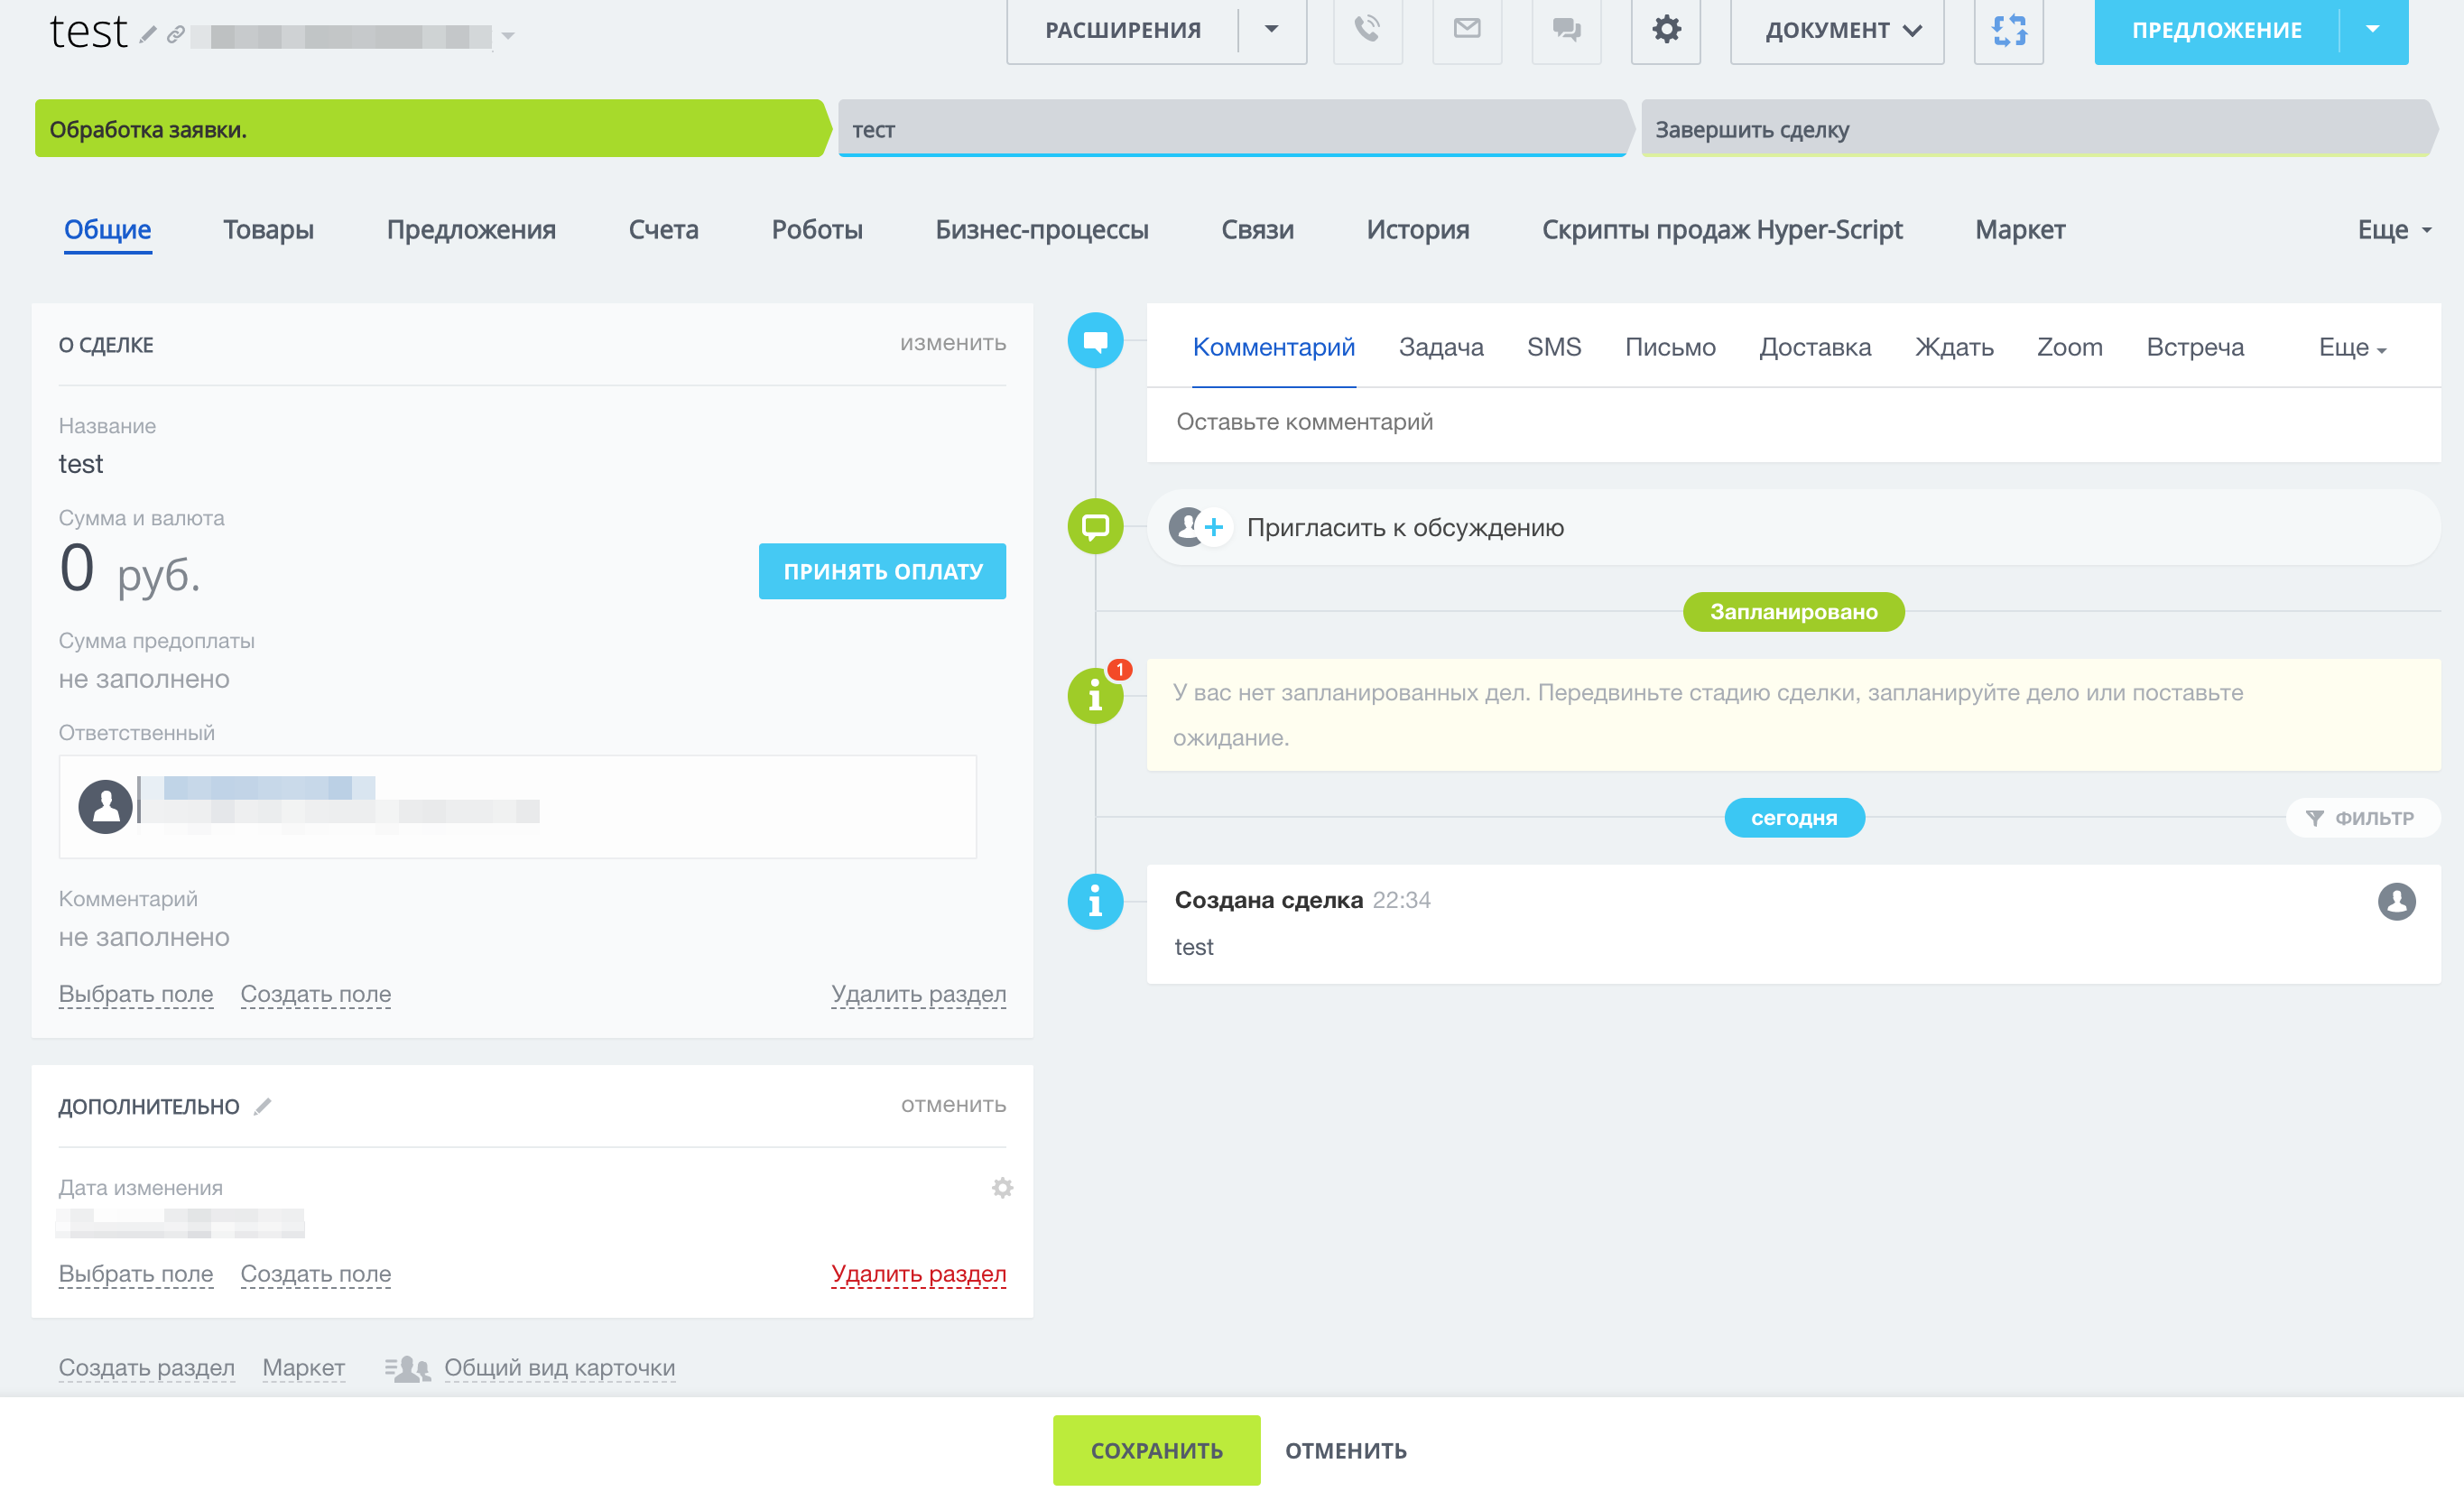 test
РАСШИРЕНИЯ
ДОКУМЕНТ
ПРЕДЛОЖЕНИЕ
Обработка заявки.
тест
Завершить сделку
Общие
Товары
Предложения
Счета
Роботы
Бизнес-процессы
Связи
История
Скрипты продаж Hyper-Script
Маркет
Еще
О СДЕЛКЕ
изменить
Название
test
Сумма и валюта
0 руб.
ПРИНЯТЬ ОПЛАТУ
Сумма предоплаты
не заполнено
Ответственный
Комментарий
не заполнено
Выбрать поле
Создать поле
Удалить раздел
ДОПОЛНИТЕЛЬНО
отменить
Дата изменения
Выбрать поле
Создать поле
Удалить раздел
Создать раздел
Маркет
Общий вид карточки
Комментарий
Задача
SMS
Письмо
Доставка
Ждать
Zoom
Встреча
Еще
Оставьте комментарий
Пригласить к обсуждению
Запланировано
1
У вас нет запланированных дел. Передвиньте стадию сделки, запланируйте дело или поставьте
ожидание.
сегодня
ФИЛЬТР
Создана сделка 22:34
test
СОХРАНИТЬ
ОТМЕНИТЬ